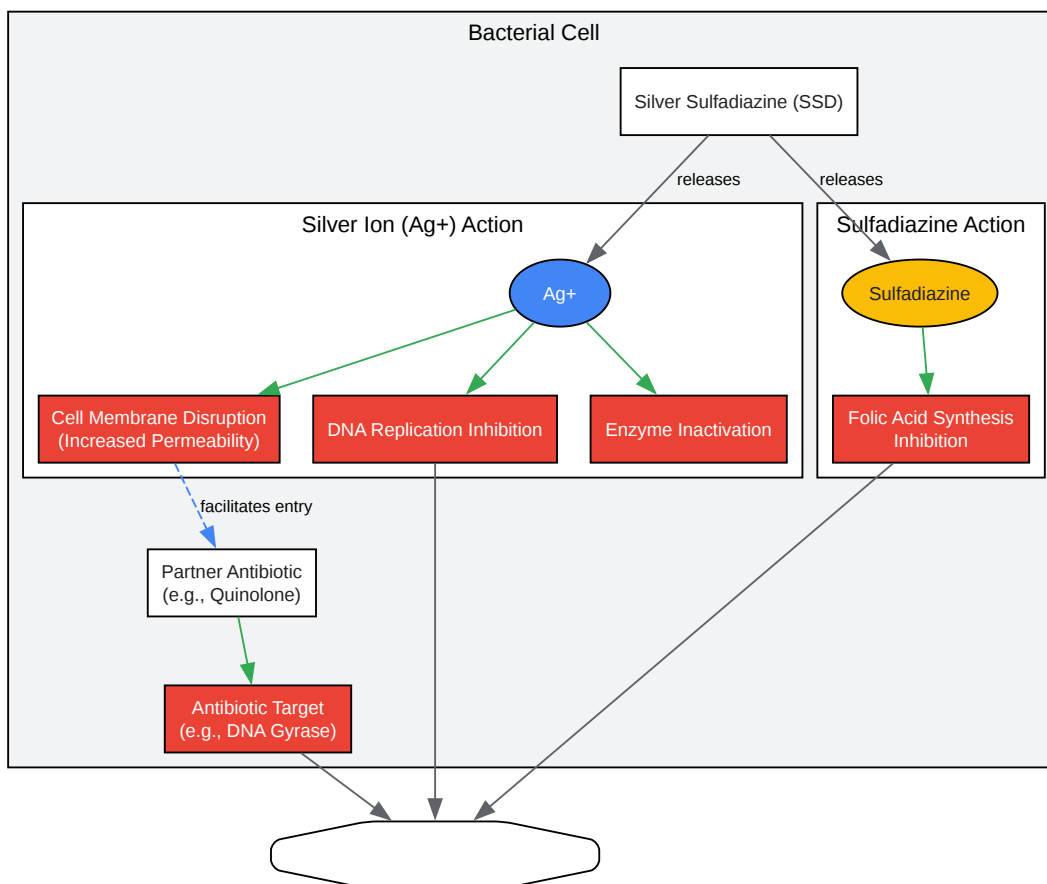 Bacterial Cell
Silver Sulfadiazine (SSD)
releases
releases
Silver Ion (Ag+) Action
Sulfadiazine Action
Ag+
Sulfadiazine
Cell Membrane Disruption
(Increased Permeability)
DNA Replication Inhibition
Enzyme Inactivation
Folic Acid Synthesis
Inhibition
facilitates entry
Partner Antibiotic
(e.g., Quinolone)
Antibiotic Target
(e.g., DNA Gyrase)